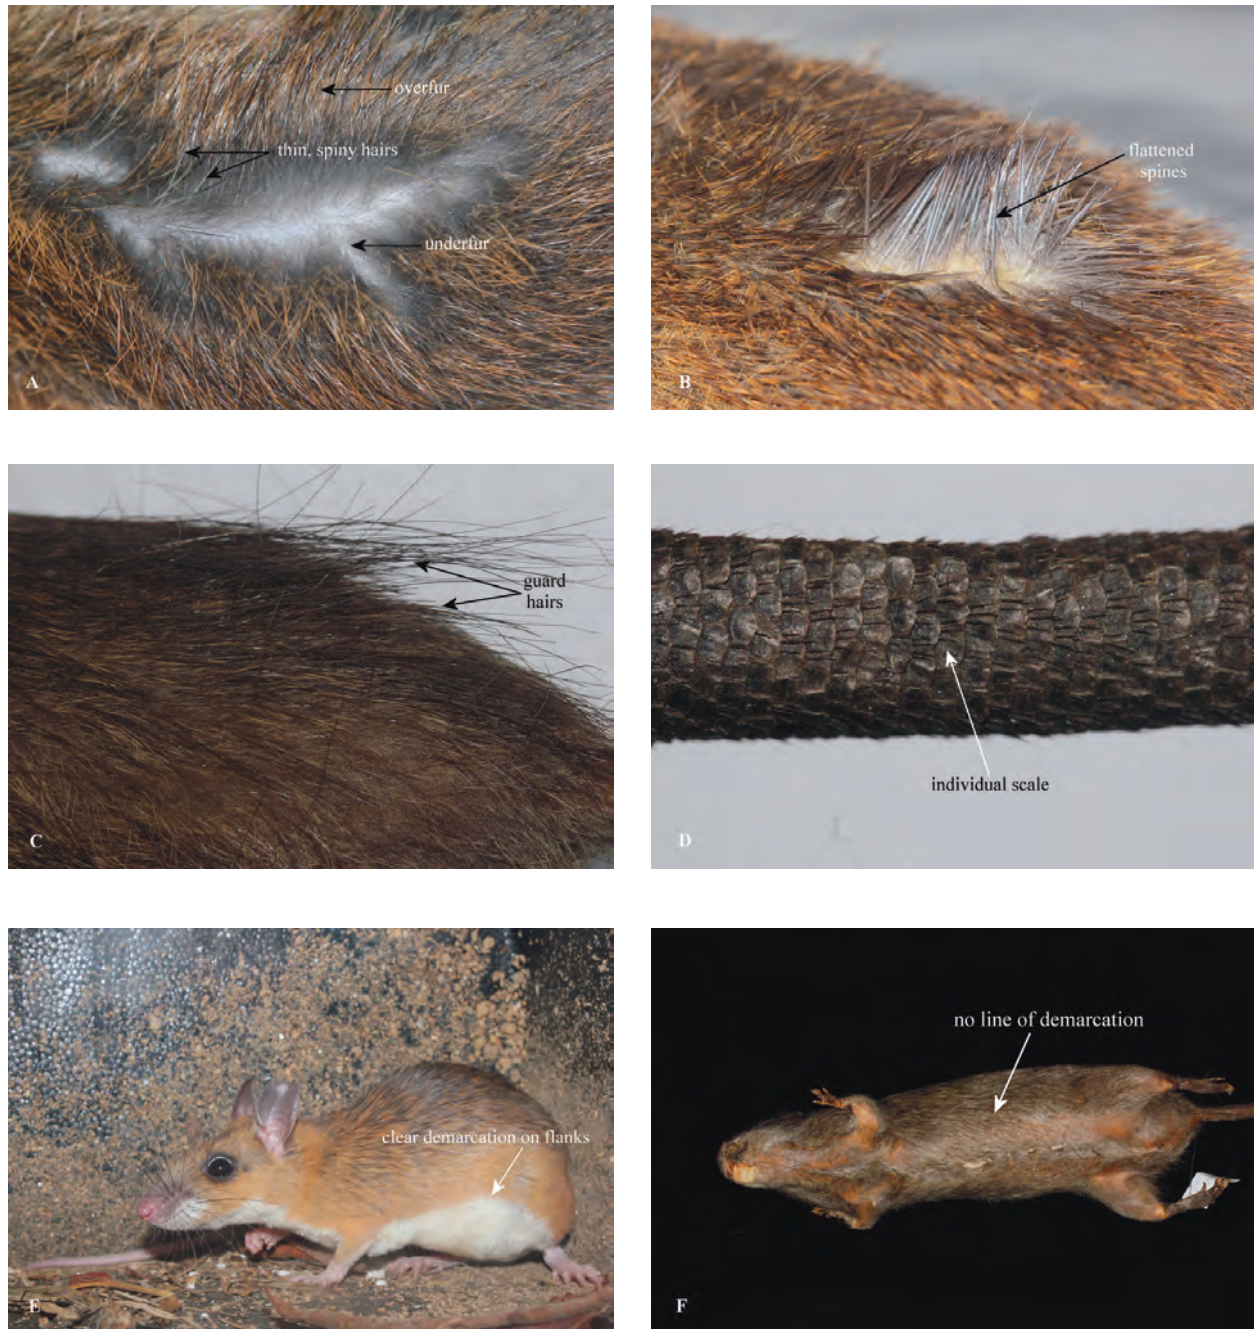 overfur
thin, spiny hairs
underfur
A
flattened
spines
B
guard
hairs
C
individual scale
D
clear demarcation on flanks
E
no line of demarcation
F